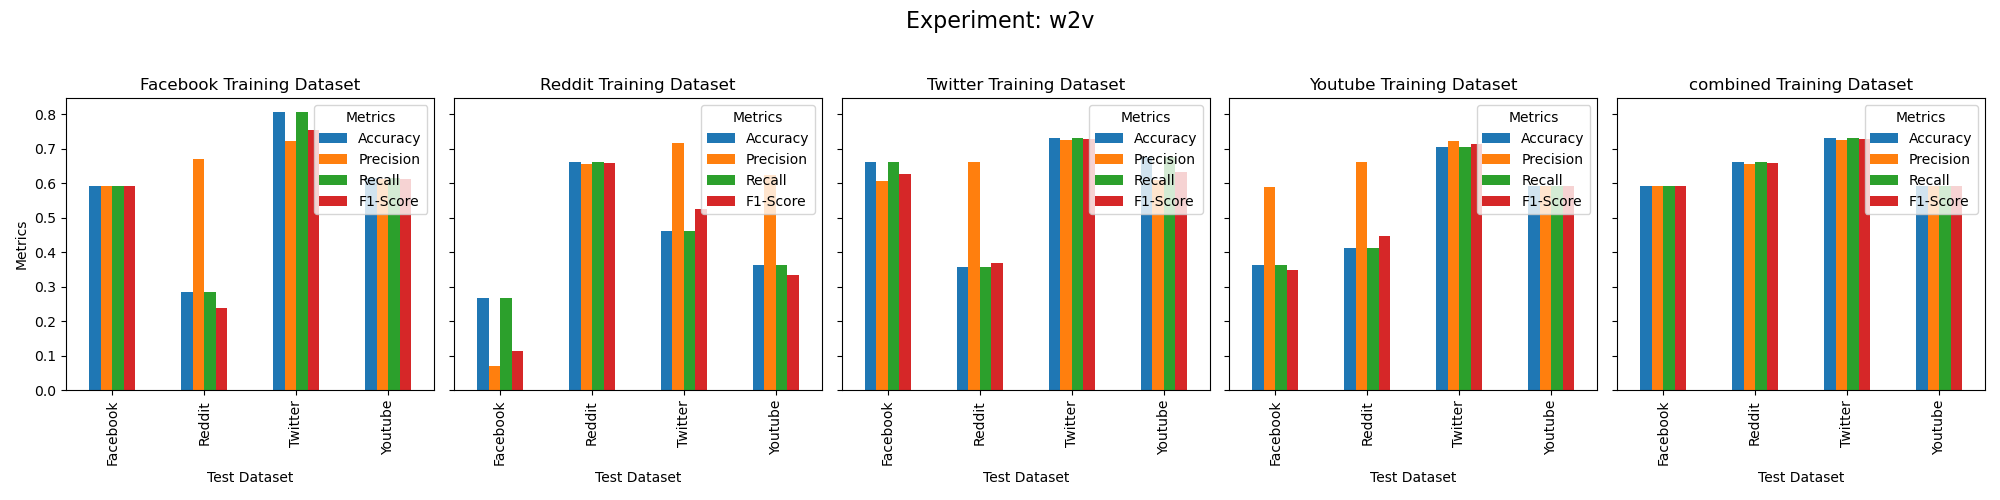 Experiment: w2v
Facebook Training Dataset
Reddit Training Dataset
Twitter Training Dataset
Youtube Training Dataset
combined Training Dataset
Metrics
0.8
0.7
0.6
0.5
0.4
0.3
0.2
0.1
0.0
Metrics
Accuracy
Precision
Recall
F1-Score
Facebook
Reddit
Twitter
Youtube
Test Dataset
Metrics
Accuracy
Precision
Recall
F1-Score
Facebook
Reddit
Twitter
Youtube
Test Dataset
Metrics
Accuracy
Precision
Recall
F1-Score
Facebook
Reddit
Twitter
Youtube
Test Dataset
Metrics
Accuracy
Precision
Recall
F1-Score
Facebook
Reddit
Twitter
Youtube
Test Dataset
Metrics
Accuracy
Precision
Recall
F1-Score
Facebook
Reddit
Twitter
Youtube
Test Dataset